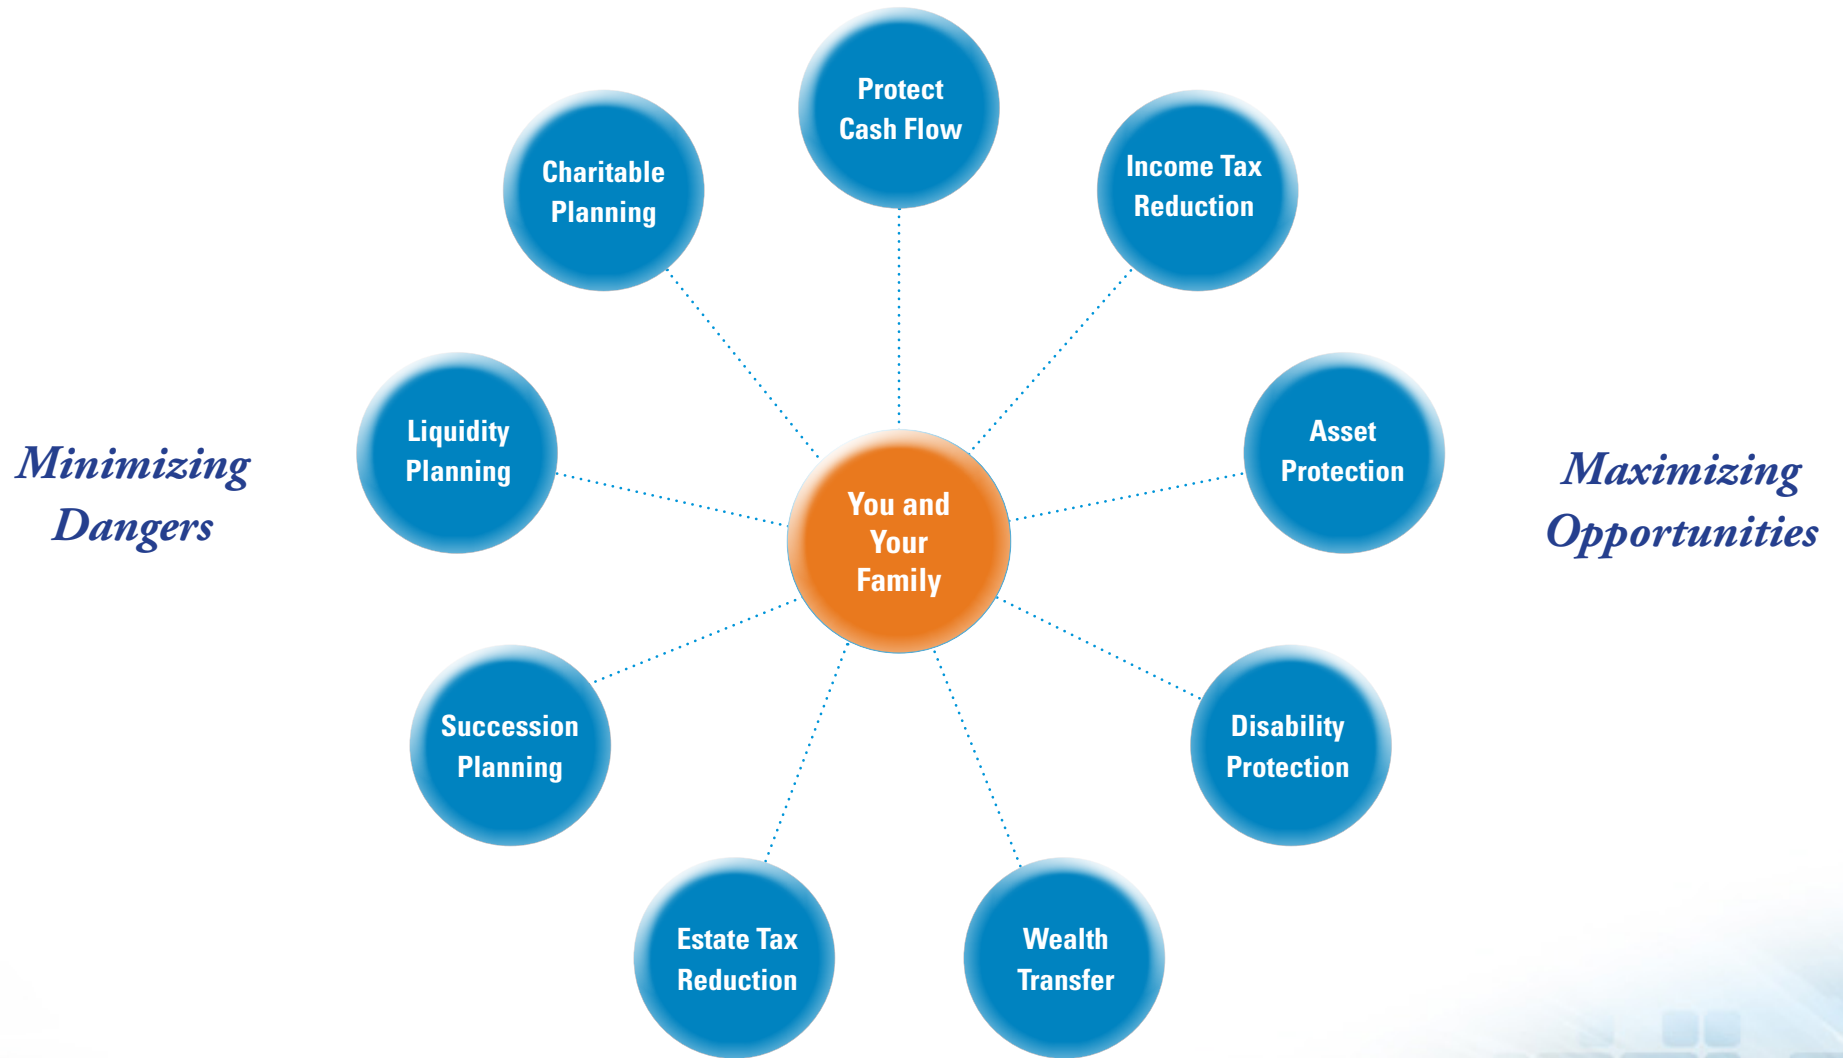 Protect
Cash Flow
Charitable
Planning
Income Tax
Reduction
Liquidity
Planning
Asset
Protection
Minimizing
Dangers
You and
Your
Family
Maximizing
Opportunities
Succession
Planning
Disability
Protection
Estate Tax
Reduction
Wealth
Transfer